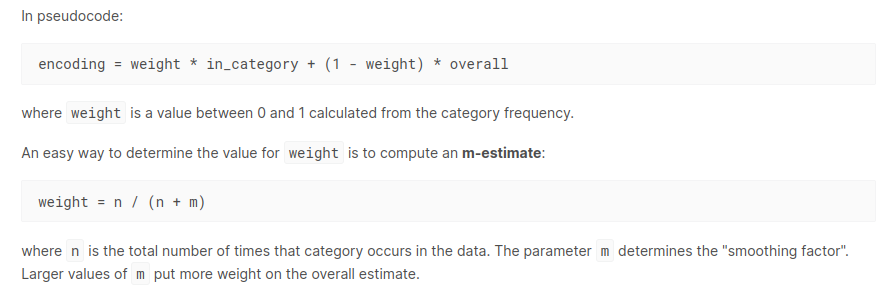 In pseudocode:
encoding = weight * in_category + (1 - weight) * overall
where weight is a value between 0 and 1 calculated from the category frequency.
An easy way to determine the value for weight is to compute an m-estimate:
weight = n / (n + m)
where n is the total number of times that category occurs in the data. The parameter m determines the "smoothing factor".
Larger values of m put more weight on the overall estimate.